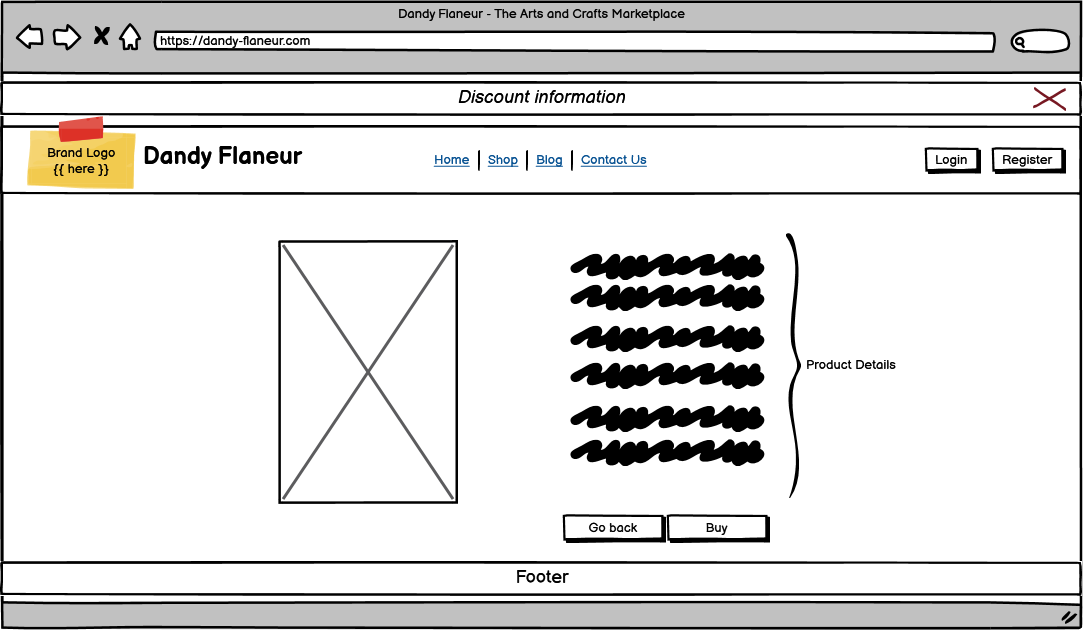 Dandy Flaneur - The Arts and Crafts Marketplace
https://dandy-flaneur.com
Discount information
Brand Logo
{{ here }}
Dandy Flaneur
Home Shop Blog Contact Us
Login Register
Product Details
Go back Buy
Footer